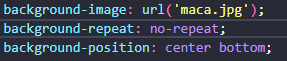 background-image: url('maca.jpg');
background-repeat: no-repeat;
background-position: center bottom;